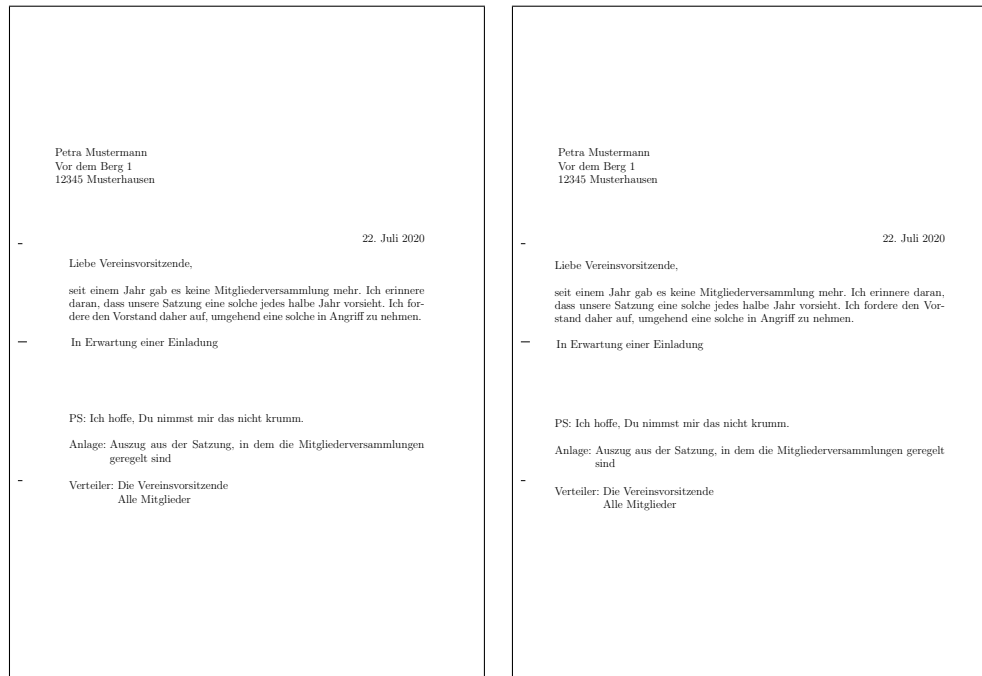 Petra Mustermann
Vor dem Berg 1
12345 Musterhausen
22. Juli 2020
Liebe Vereinsvorsitzende,
seit einem Jahr gab es keine Mitgliederversammlung mehr. Ich erinnere
daran, dass unsere Satzung eine solche jedes halbe Jahr vorsieht. Ich for-
dere den Vorstand daher auf, umgehend eine solche in Angriff zu nehmen.
In Erwartung einer Einladung
PS: Ich hoffe, Du nimmst mir das nicht krumm.
Anlage: Auszug aus der Satzung, in dem die Mitgliederversammlungen
geregelt sind
Verteiler: Die Vereinsvorsitzende
Alle Mitglieder
Petra Mustermann
Vor dem Berg 1
12345 Musterhausen
22. Juli 2020
Liebe Vereinsvorsitzende,
seit einem Jahr gab es keine Mitgliederversammlung mehr. Ich erinnere daran,
dass unsere Satzung eine solche jedes halbe Jahr vorsieht. Ich fordere den Vor-
stand daher auf, umgehend eine solche in Angriff zu nehmen.
In Erwartung einer Einladung
PS: Ich hoffe, Du nimmst mir das nicht krumm.
Anlage: Auszug aus der Satzung, in dem die Mitgliederversammlungen geregelt
sind
Verteiler: Die Vereinsvorsitzende
Alle Mitglieder